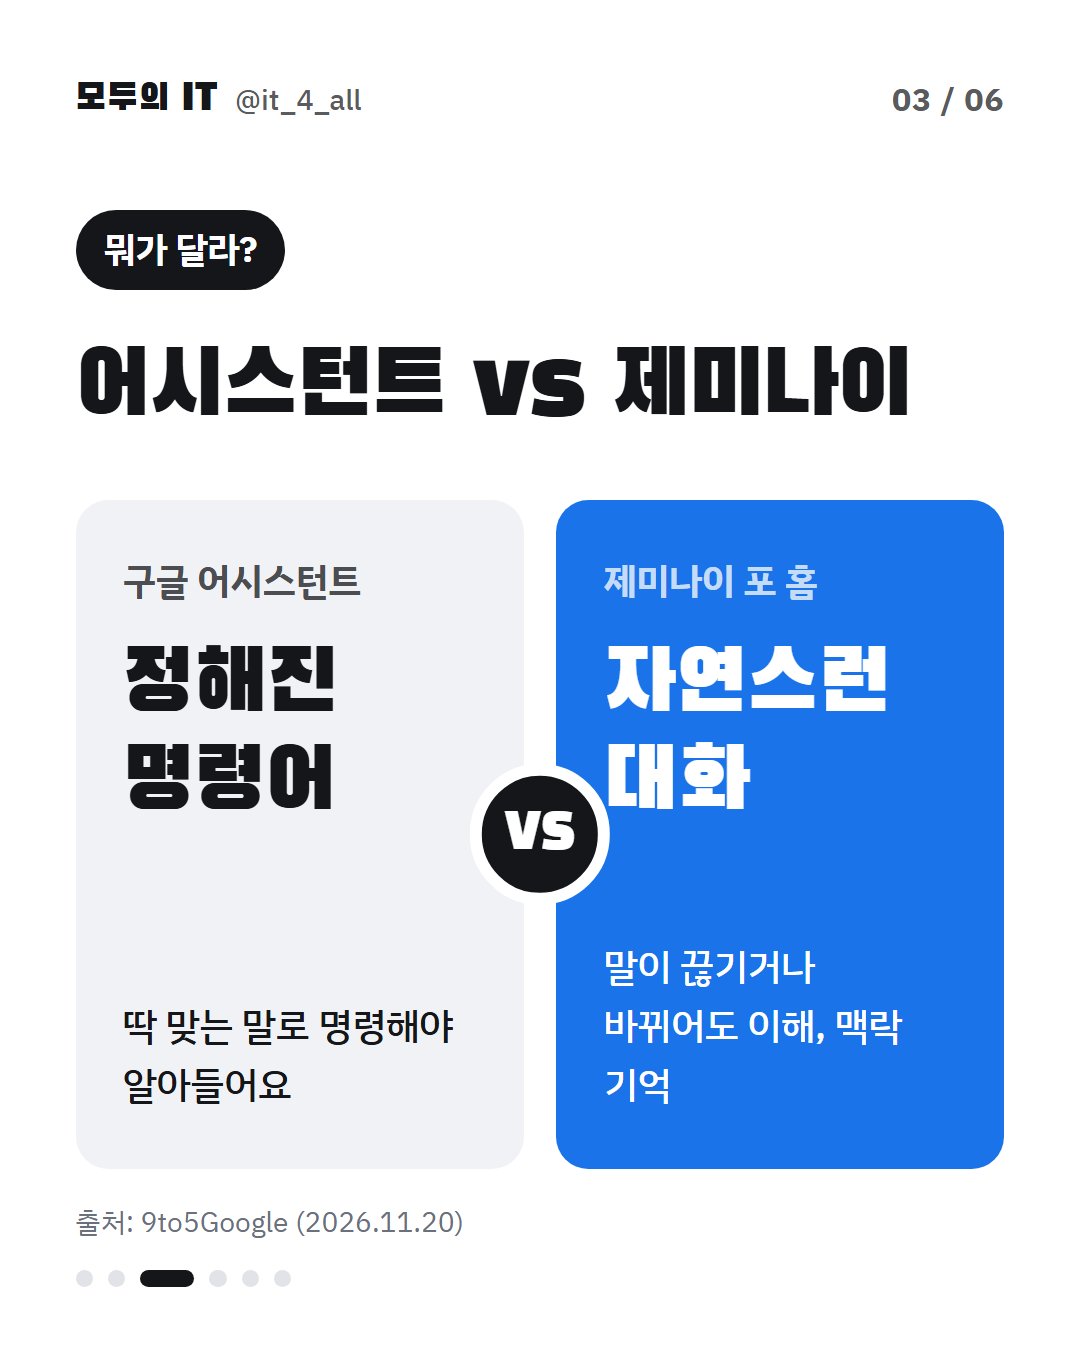 모두의 IT @it_4_all
03 / 06
뭐가 달라?
어시스턴트 vs 제미나이
구글 어시스턴트
정해진
명령어
딱 맞는 말로 명령해야
알아들어요
VS
제미나이 포 홈
자연스런
대화
말이 끊기거나
바뀌어도 이해, 맥락
기억
출처: 9to5Google (2026.11.20)